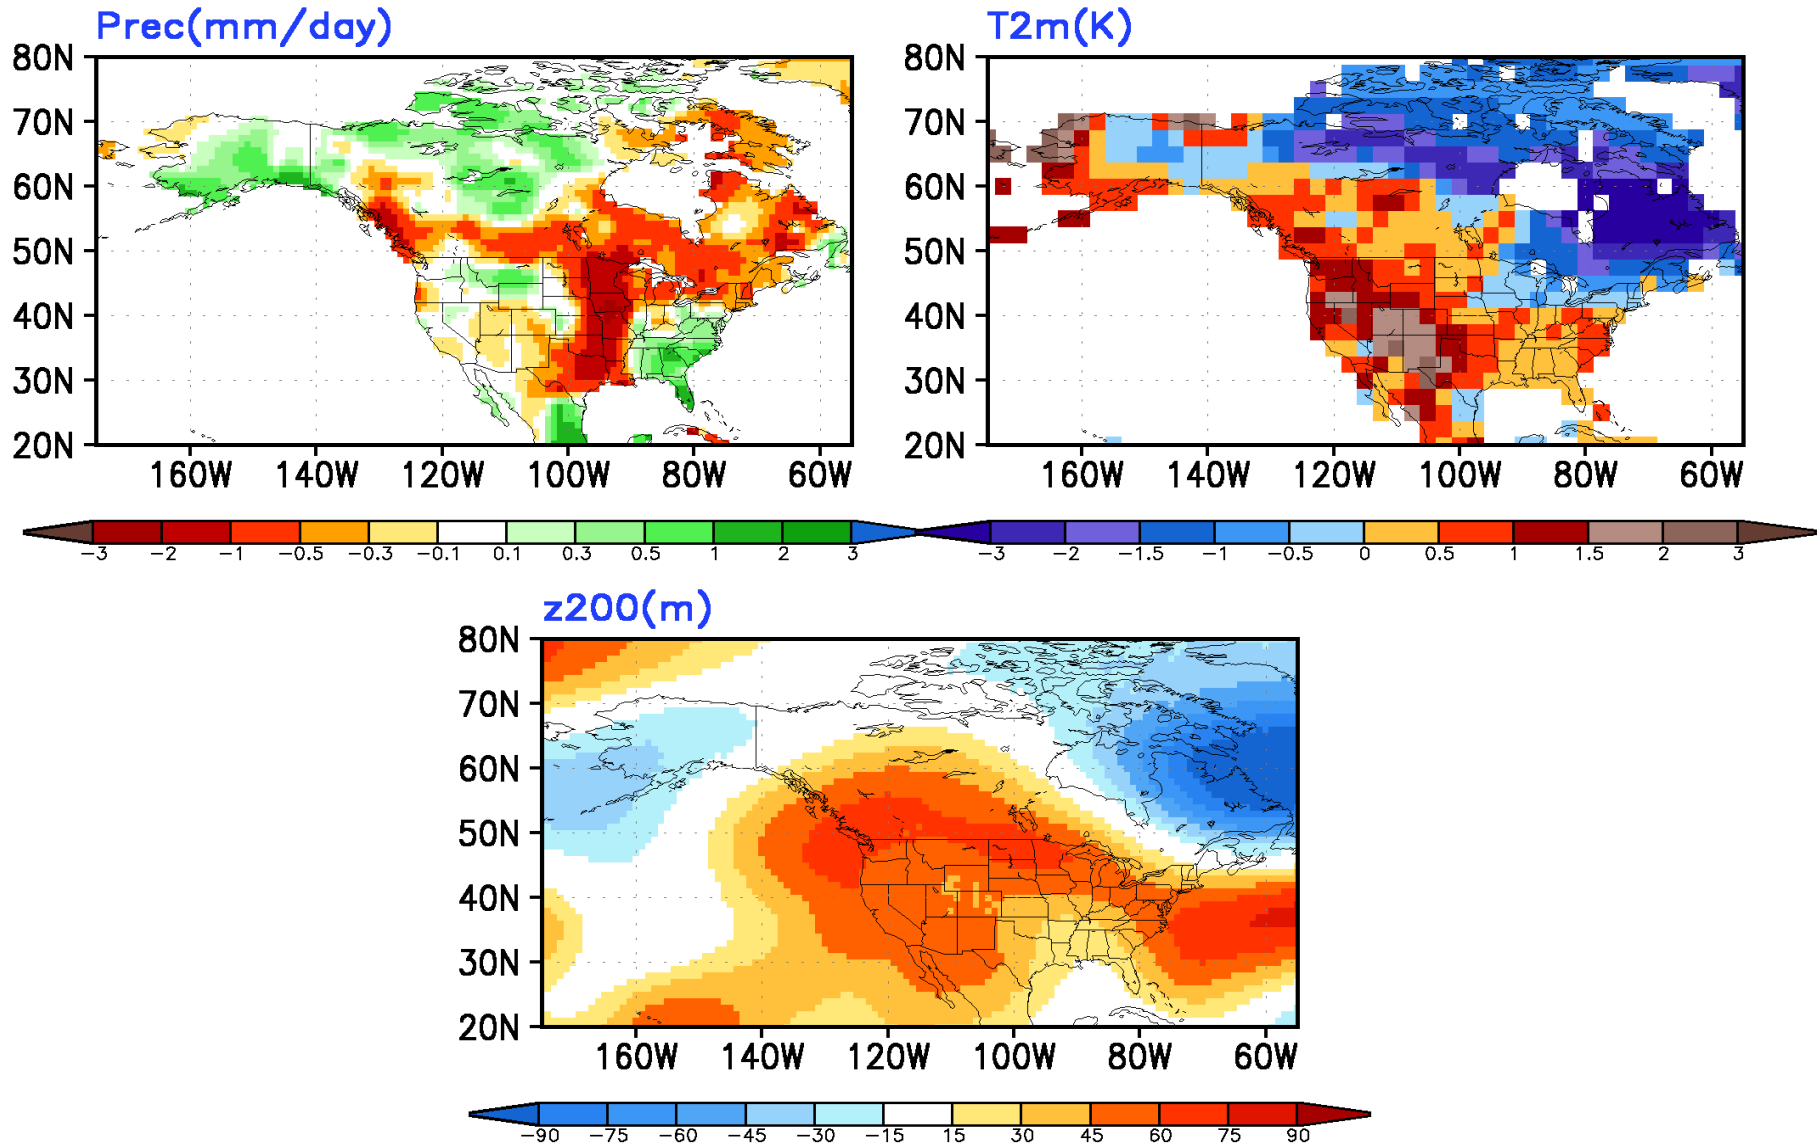 Prec(mm/day)
T2m(K)
80N
70N
60N
50N
40N
30N
20N
160W 140W 120W 100W 80W 60W
80N
70N
60N
50N
40N
30N
20N
160W 140W 120W 100W 80W 60W
−3 −2 −1 −0.5 −0.3 −0.1 0.1 0.3 0.5 1 2 3
−3 −2 −1.5 −1 −0.5 0 0.5 1 1.5 2 3
z200(m)
80N
70N
60N
50N
40N
30N
20N
160W 140W 120W 100W 80W 60W
−90 −75 −60 −45 −30 −15 15 30 45 60 75 90